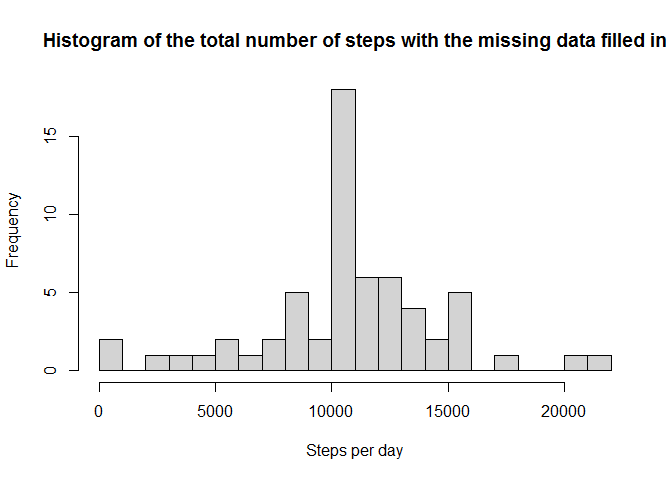 Histogram of the total number of steps with the missing data filled in
15
10
5
0
Frequency
0 5000 10000 15000 20000
Steps per day